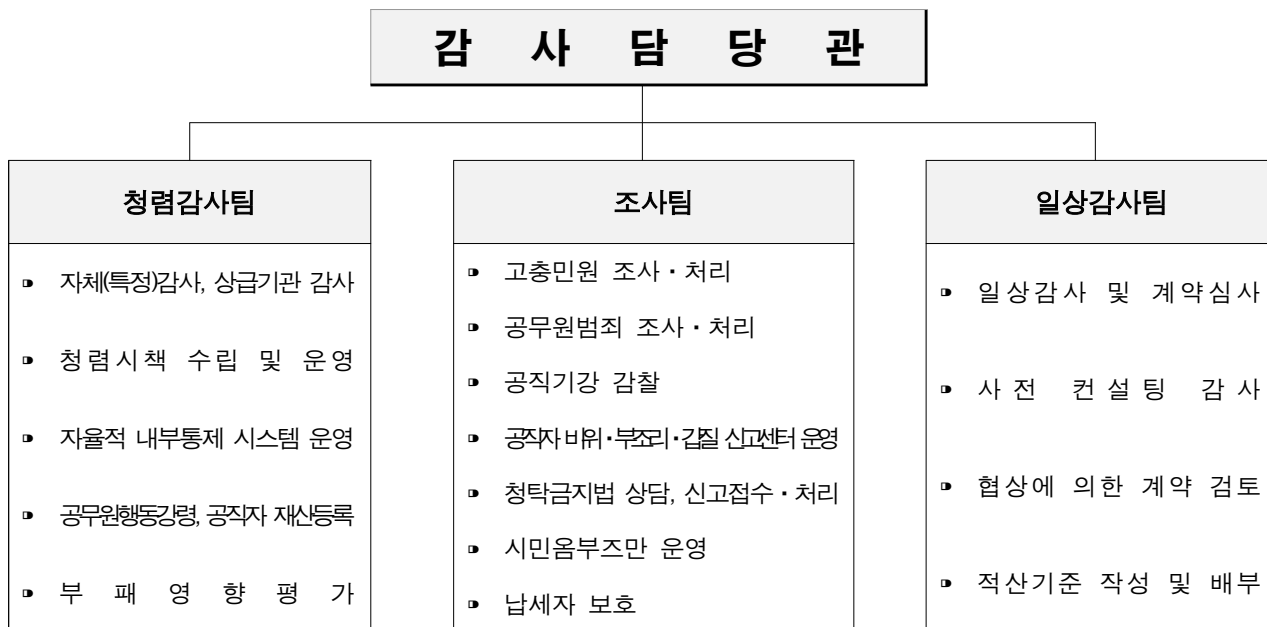 감 사 담 당 관
청렴감사팀
자체(특정)감사, 상급기관 감사
청렴시책 수립 및 운영
자율적 내부통제 시스템 운영
공무원행동강령, 공직자 재산등록
부 패 영 향 평 가
조사팀
고충민원 조사·처리
공무원범죄 조사·처리
공직기강 감찰
공직자 비위·부조리·갑질 신고센터 운영
청탁금지법 상담, 신고접수·처리
시민옴부즈만 운영
납세자 보호
일상감사팀
일상감사 및 계약심사
사전 컨설팅 감사
협상에 의한 계약 검토
적산기준 작성 및 배부